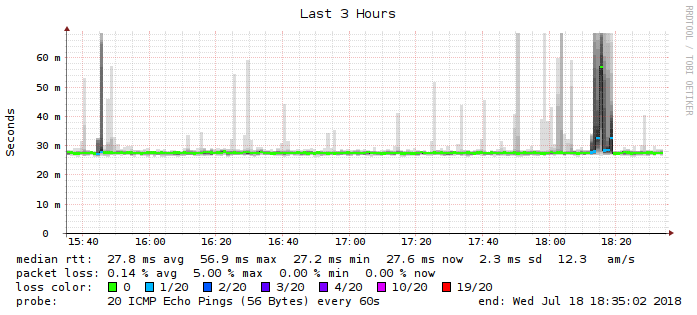 Last 3 Hours
RRDTOOL / TOBI OETIKER
Seconds
60 m
50 m
40 m
30 m
20 m
10 m
0
15:40 16:00 16:20 16:40 17:00 17:20 17:40 18:00 18:20
median rtt: 27.8 ms avg 56.9 ms max 27.2 ms min 27.6 ms now 2.3 ms sd 12.3 am/s
packet loss: 0.14 % avg 5.00 % max 0.00 % min 0.00 % now
loss color: 0 1/20 2/20 3/20 4/20 10/20 19/20
probe: 20 ICMP Echo Pings (56 Bytes) every 60s end: Wed Jul 18 18:35:02 2018